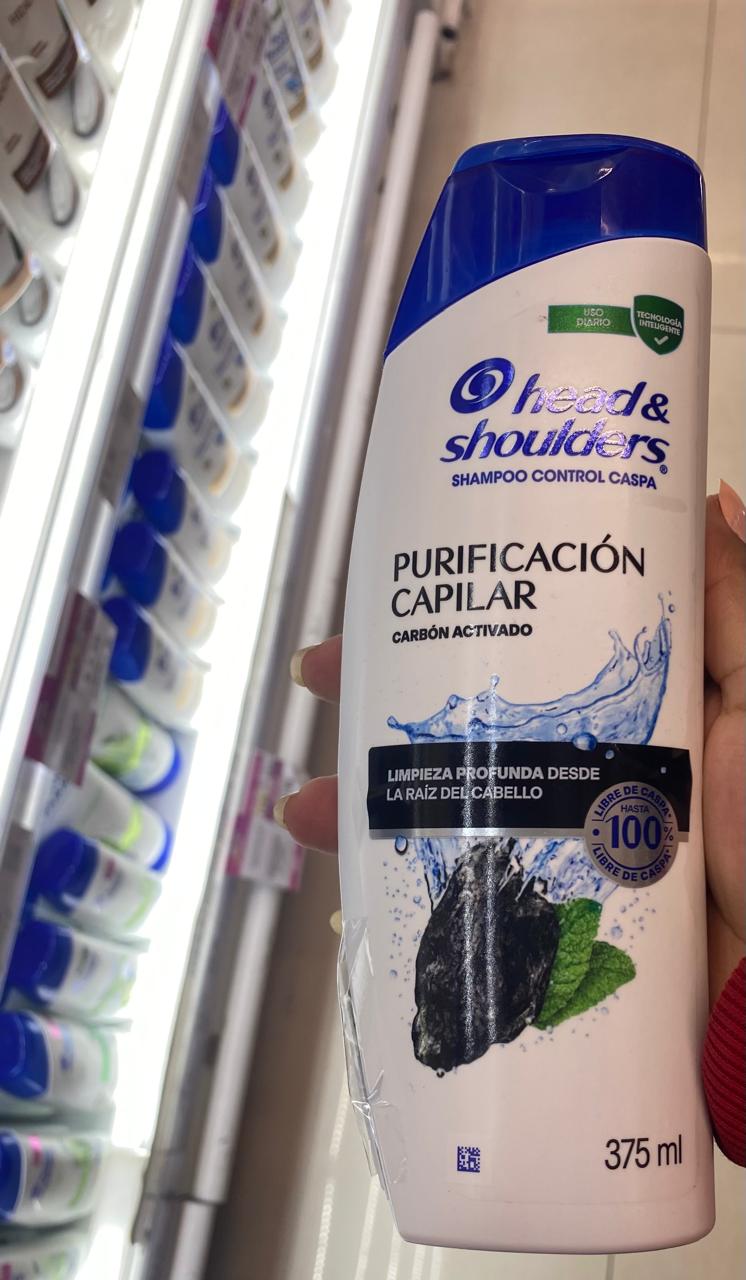 USO
DIARIO
TECNOLOGÍA
INTELIGENTE
head &
shoulders®
SHAMPOO CONTROL CASPA
PURIFICACIÓN
CAPILAR
CARBÓN ACTIVADO
LIMPIEZA PROFUNDA DESDE
LA RAÍZ DEL CABELLO
LIBRE DE CASPA*
HASTA
100%
LIBRE DE CASPA*
375 ml